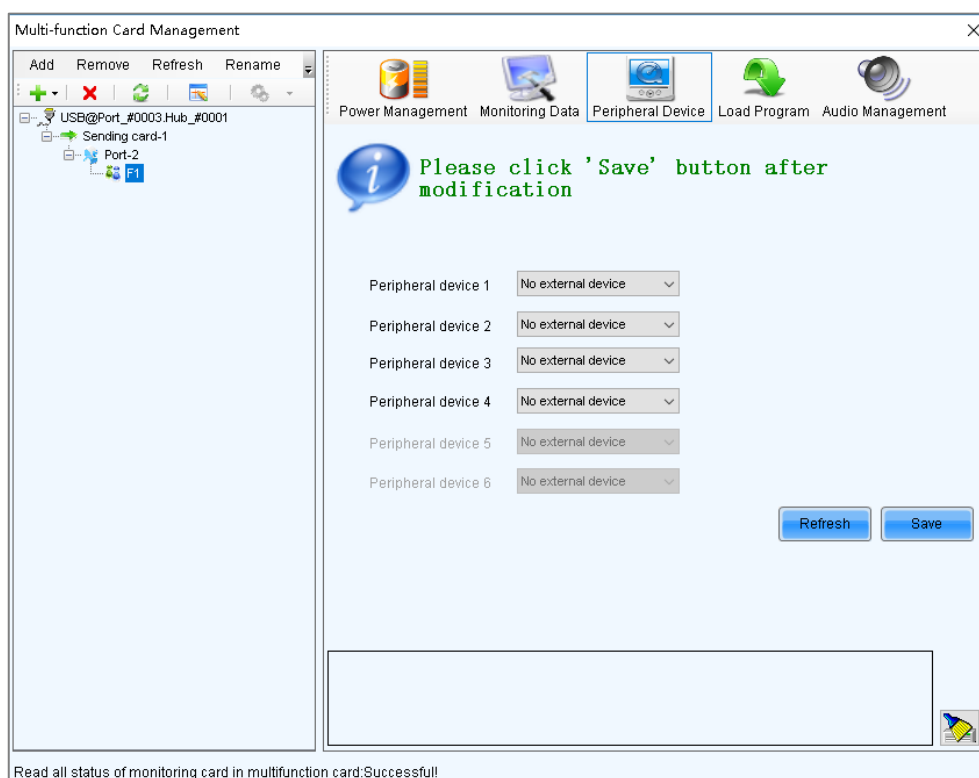 Multi-function Card Management
Add Remove Refresh Rename
USB@Port_#0003.Hub_#0001
Sending card-1
Port-2
F1
Power Management Monitoring Data Peripheral Device Load Program Audio Management
Please click 'Save' button after
modification
Peripheral device 1 No external device
Peripheral device 2 No external device
Peripheral device 3 No external device
Peripheral device 4 No external device
Peripheral device 5 No external device
Peripheral device 6 No external device
Refresh Save
Read all status of monitoring card in multifunction card:Successful!